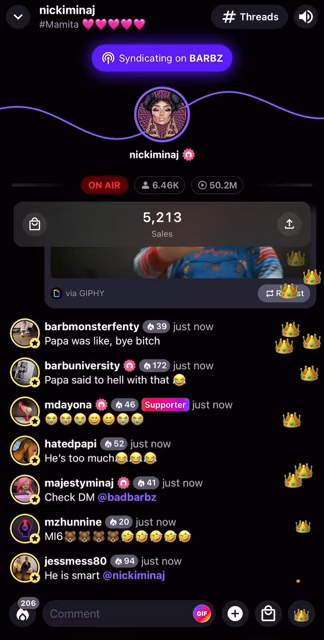 nickiminaj
#Mamita 💗💗💗💗💗
# Threads
Syndicating on BARBZ
nickiminaj
ON AIR 6.46K 50.2M
5,213
Sales
via GIPHY
barbmonsterfenty 39 just now
Papa was like, bye bitch
barbuniversity 172 just now
Papa said to hell with that 😂
mdayona 46 Supporter just now
😭😭😭😊😊😭😭
hatedpapi 52 just now
He's too much😂😂😂
majestyminaj 41 just now
Check DM @badbarbz
mzhunnine 20 just now
MI6🐻🐻🐻🐻🤣🤣🤣🤣🤣
jessmess80 94 just now
He is smart @nickiminaj
206
Comment GIF